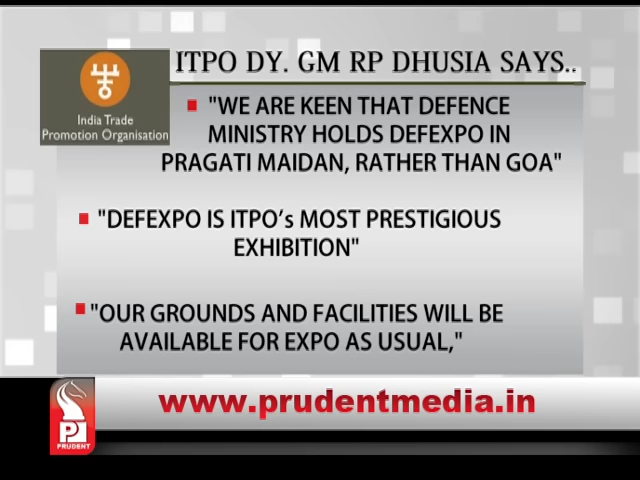 ITPO DY. GM RP DHUSIA SAYS..
India Trade
Promotion Organisation
"WE ARE KEEN THAT DEFENCE
MINISTRY HOLDS DEFEXPO IN
PRAGATI MAIDAN, RATHER THAN GOA"
"DEFEXPO IS ITPO's MOST PRESTIGIOUS
EXHIBITION"
"OUR GROUNDS AND FACILITIES WILL BE
AVAILABLE FOR EXPO AS USUAL,"
www.prudentmedia.in
PRUDENT